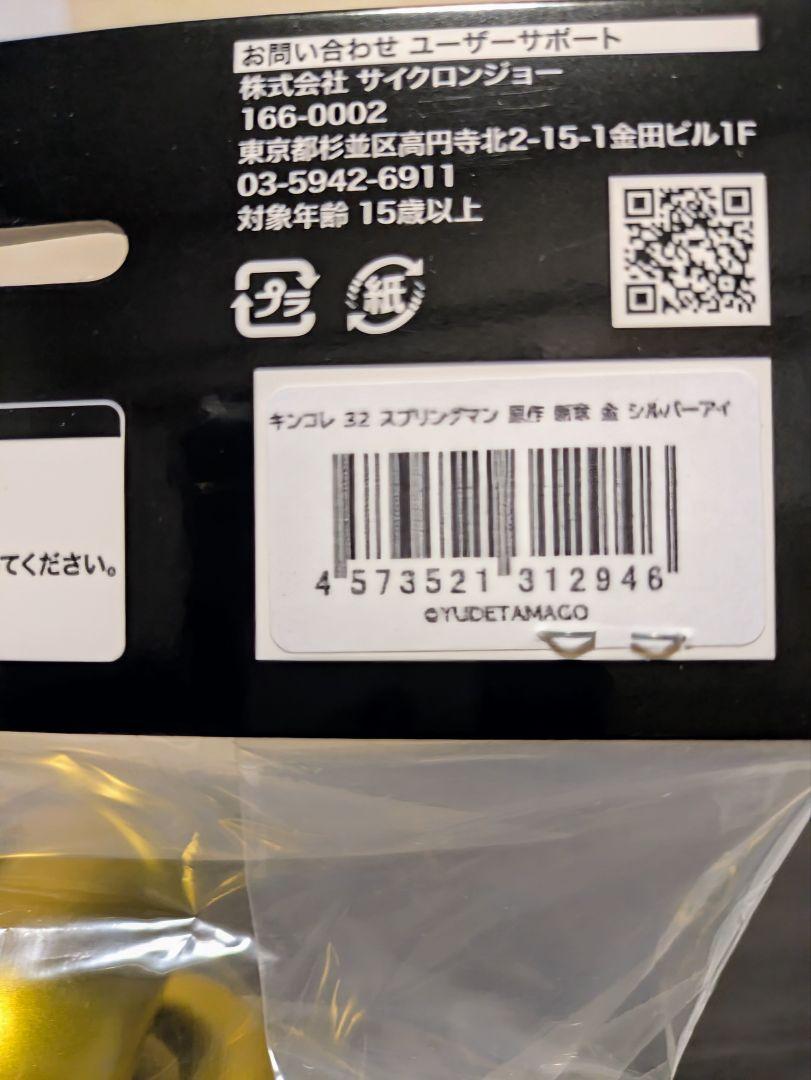 お問い合わせ ユーザーサポート
株式会社 サイクロンジョー
166-0002
東京都杉並区高円寺北2-15-1金田ビル1F
03-5942-6911
対象年齢 15歳以上
プラ
紙
てください。
キンコレ 32 スプリングマン 原作 金 シルバーアイ
4 573521 312946
©YUDETAMAGO